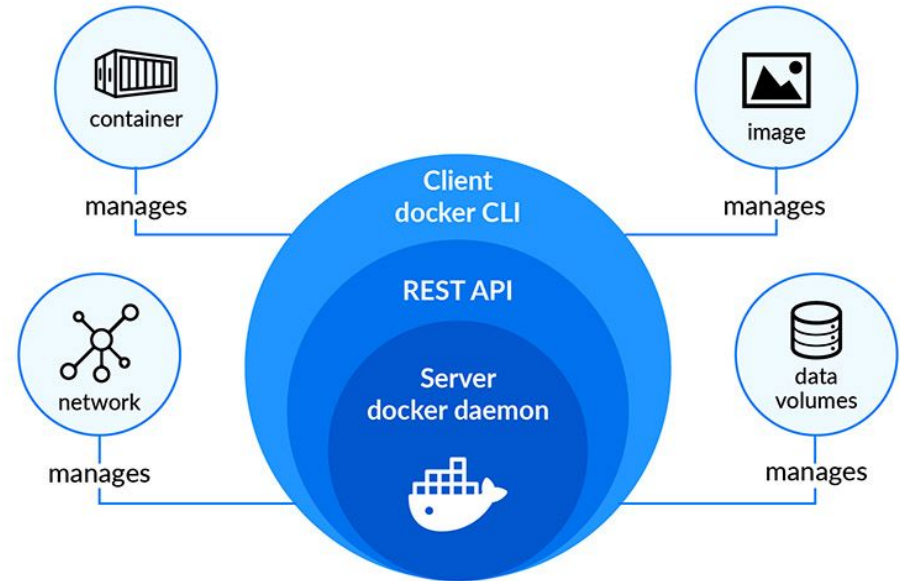 container
manages
image
manages
Client
docker CLI
REST API
Server
docker daemon
network
manages
data
volumes
manages